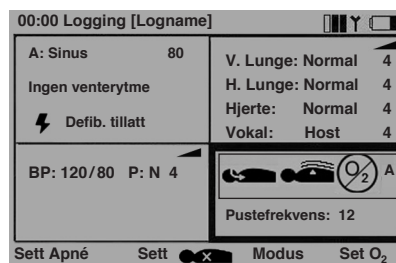 00:00 Logging [Logname]
A: Sinus 80
Ingen venterytme
Defib. tillatt
V. Lunge: Normal 4
H. Lunge: Normal 4
Hjerte: Normal 4
Vokal: Host 4
BP: 120/80 P: N 4
O2 A
Pustefrekvens: 12
Sett Apné Sett Modus Set O2